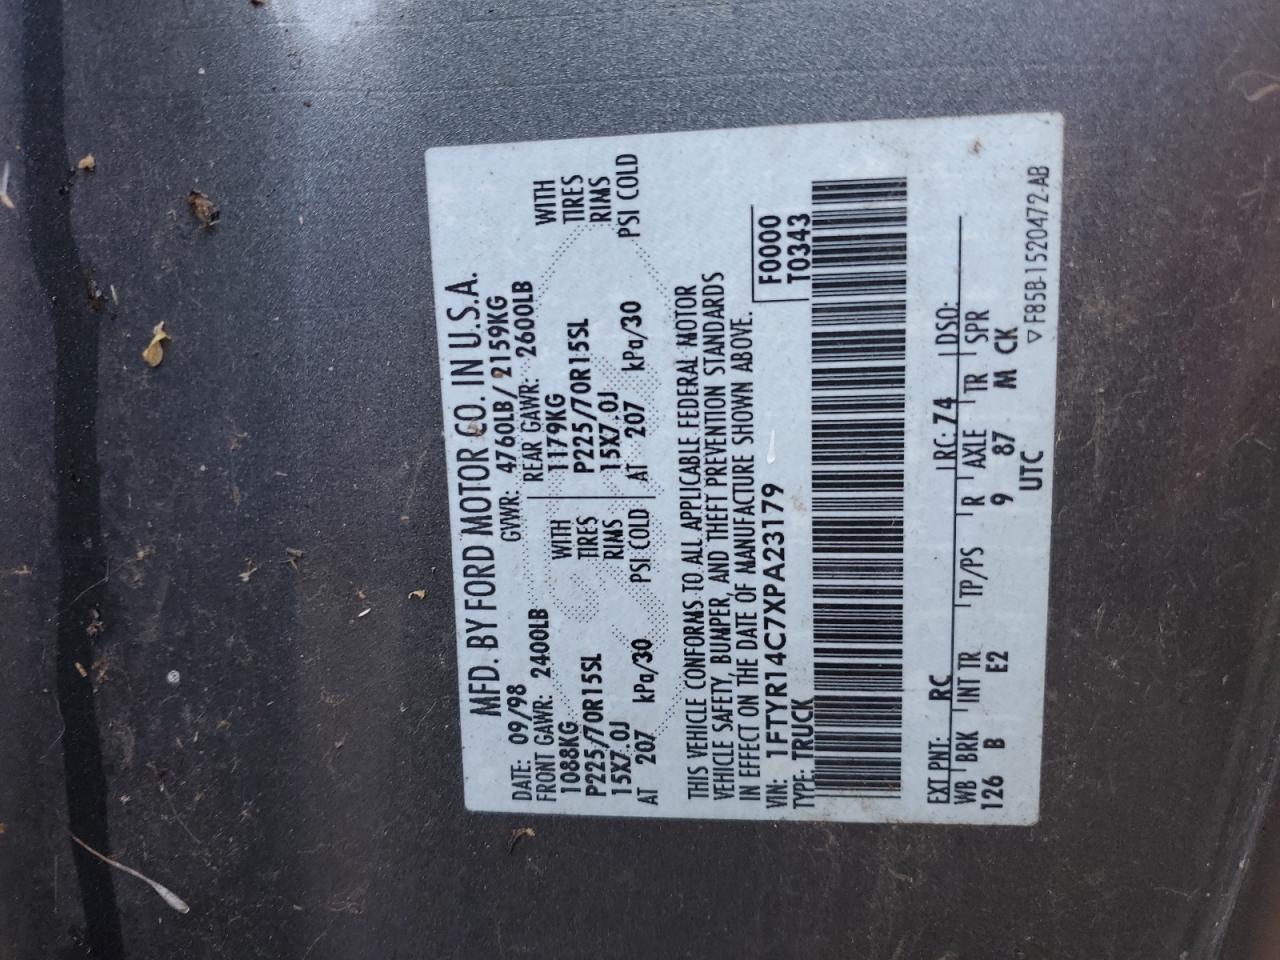 MFD. BY FORD MOTOR CO. IN U.S.A.
DATE: 09/98 GVWR: 4760LB/ 2159KG
FRONT GAWR: 2400LB REAR GAWR: 2600LB
1088KG WITH 1179KG WITH
P225/70R15SL TIRES P225/70R15SL TIRES
15X7.0J RIMS 15X7.0J RIMS
AT 207 kPa/30 PSI COLD AT 207 kPa/30 PSI COLD
THIS VEHICLE CONFORMS TO ALL APPLICABLE FEDERAL MOTOR
VEHICLE SAFETY, BUMPER, AND THEFT PREVENTION STANDARDS
IN EFFECT ON THE DATE OF MANUFACTURE SHOWN ABOVE.
VIN: 1FTYR14C7XPA23179 F0000
TYPE: TRUCK T0343
EXT PNT: RC RC: 74 DSO:
WB BRK INT TR TP/PS R AXLE TR SPR
126 B E2 9 87 M CK
UTC ▽F85B-1520472-AB